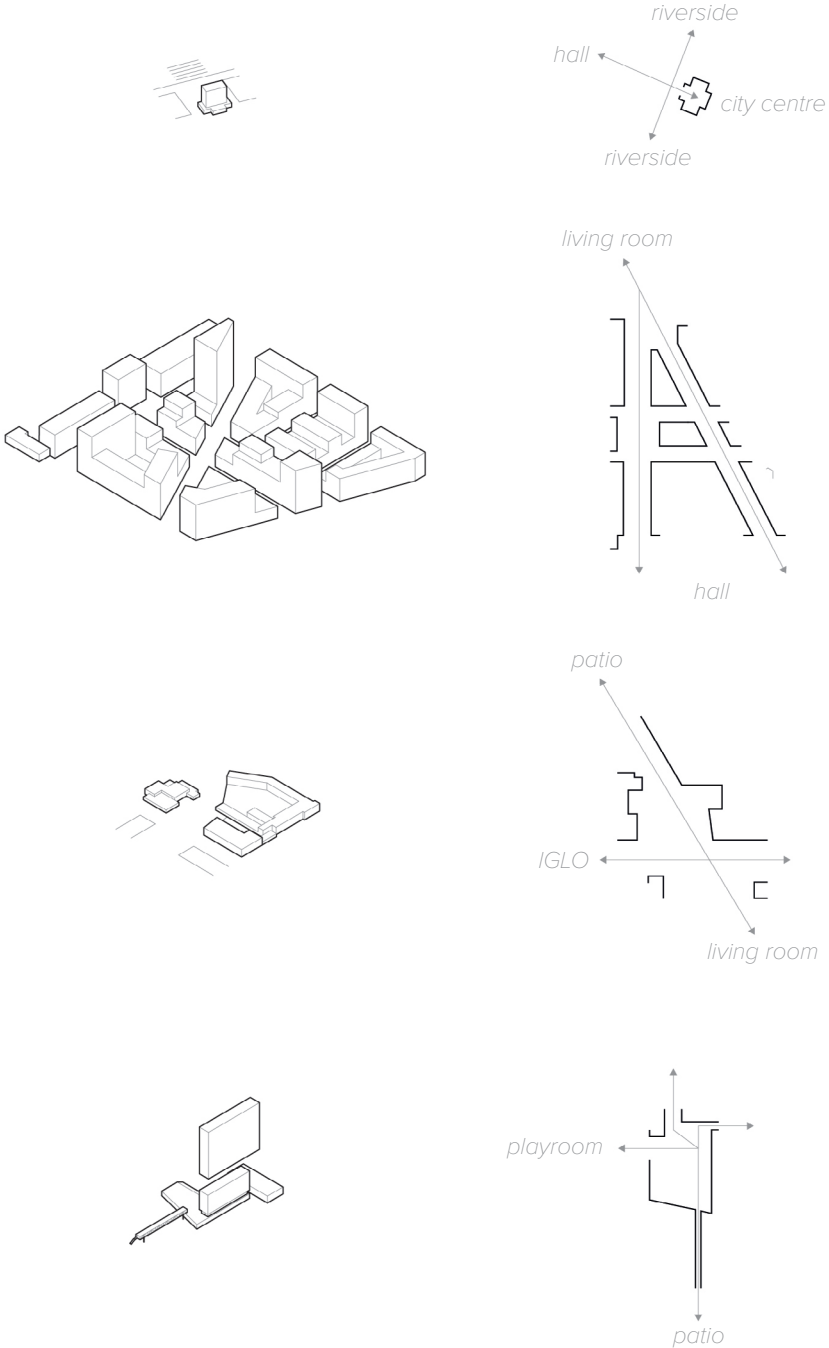 riverside
hall
city centre
riverside
living room
hall
patio
IGLO
living room
playroom
patio